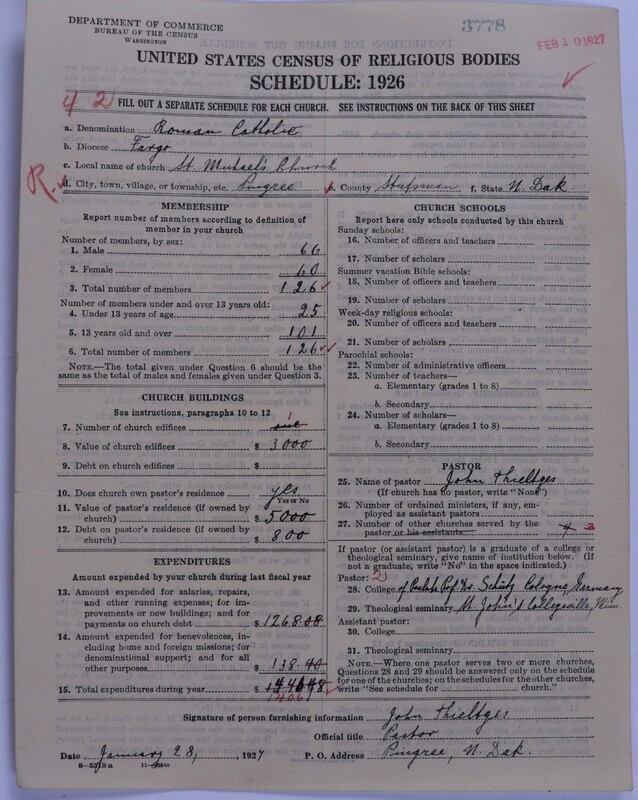 DEPARTMENT OF COMMERCE
BUREAU OF THE CENSUS
WASHINGTON
3778
FEB 10 1927
UNITED STATES CENSUS OF RELIGIOUS BODIES
SCHEDULE: 1926
42
FILL OUT A SEPARATE SCHEDULE FOR EACH CHURCH. SEE INSTRUCTIONS ON THE BACK OF THIS SHEET
a. Denomination Roman Catholic
b. Diocese Fargo
c. Local name of church St. Michael's Church
R.
d. City, town, village, or township, etc. Pingree e. County Stutsman f. State N. Dak
MEMBERSHIP
Report number of members according to definition of member in your church
Number of members, by sex:
1. Male 66
2. Female 60
3. Total number of members 126
Number of members under and over 13 years old:
4. Under 13 years of age 25
5. 13 years old and over 101
6. Total number of members 126
NOTE.—The total given under Question 6 should be the same as the total of males and females given under Question 3.
CHURCH BUILDINGS
See instructions, paragraphs 10 to 12
7. Number of church edifices one 1
8. Value of church edifices $ 3000
9. Debt on church edifices $
10. Does church own pastor's residence yes
Yes or No
11. Value of pastor's residence (if owned by church) $ 5000
12. Debt on pastor's residence (if owned by church) $ 800
EXPENDITURES
Amount expended by your church during last fiscal year
13. Amount expended for salaries, repairs, and other running expenses; for improvements or new buildings; and for payments on church debt $ 1268.08
14. Amount expended for benevolences, including home and foreign missions; for denominational support; and for all other purposes $ 138.40
15. Total expenditures during year $
1406
CHURCH SCHOOLS
Report here only schools conducted by this church
Sunday schools:
16. Number of officers and teachers
17. Number of scholars
Summer vacation Bible schools:
18. Number of officers and teachers
19. Number of scholars
Week-day religious schools:
20. Number of officers and teachers
21. Number of scholars
Parochial schools:
22. Number of administrative officers
23. Number of teachers—
a. Elementary (grades 1 to 8)
b. Secondary
24. Number of scholars—
a. Elementary (grades 1 to 8)
b. Secondary
PASTOR
25. Name of pastor John Thieltges
(If church has no pastor, write "None")
26. Number of ordained ministers, if any, employed as assistant pastors
27. Number of other churches served by the pastor or his assistants 4 3
If pastor (or assistant pastor) is a graduate of a college or theological seminary, give name of institution below. (If not a graduate, write "No" in the space indicated.)
Pastor: 2
28. College of Prof. Dr. Schütz Cologne, Germany
29. Theological seminary St. John's Collegeville, Minn.
Assistant pastor:
30. College
31. Theological seminary
NOTE.—Where one pastor serves two or more churches, Questions 28 and 29 should be answered only on the schedule for one of the churches; on the schedules for the other churches, write "See schedule for church."
Signature of person furnishing information John Thieltges
Official title Pastor
Date January 28, 1927 P. O. Address Pingree, N. Dak.